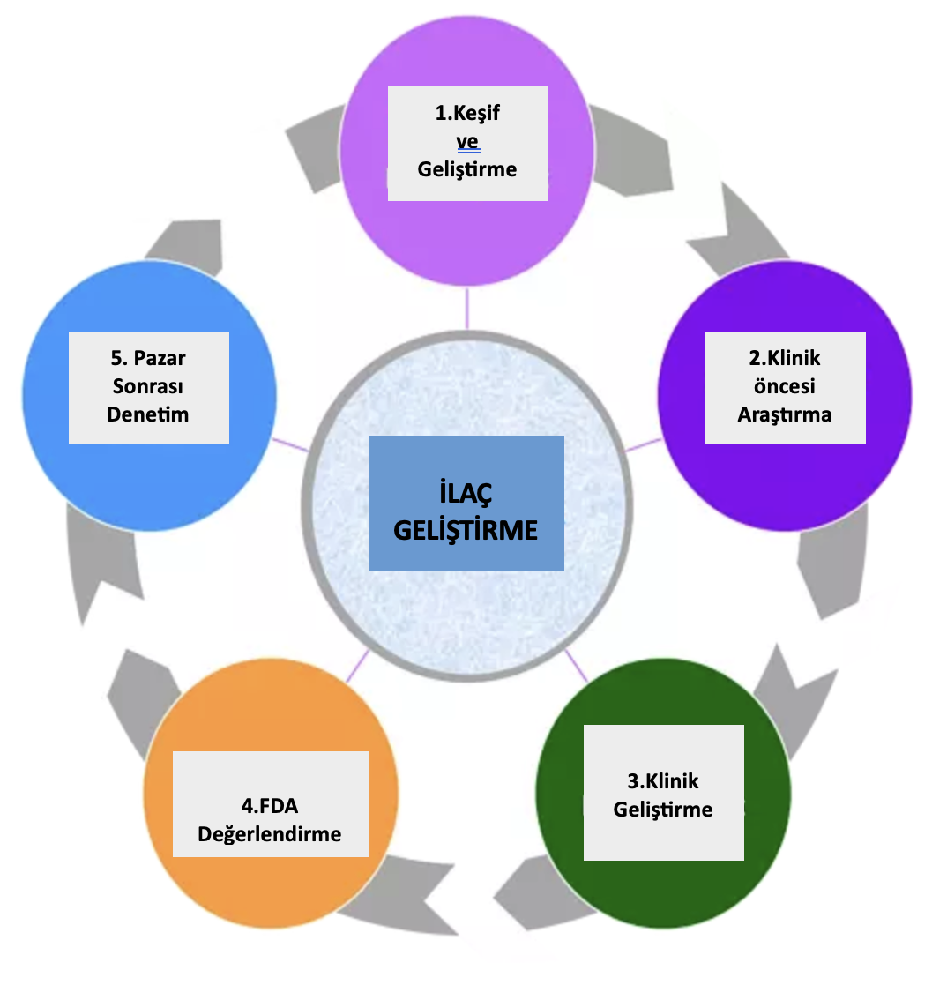 1.Keşif
ve
Geliştirme
2.Klinik
öncesi
Araştırma
3.Klinik
Geliştirme
4.FDA
Değerlendirme
5. Pazar
Sonrası
Denetim
İLAÇ
GELİŞTİRME